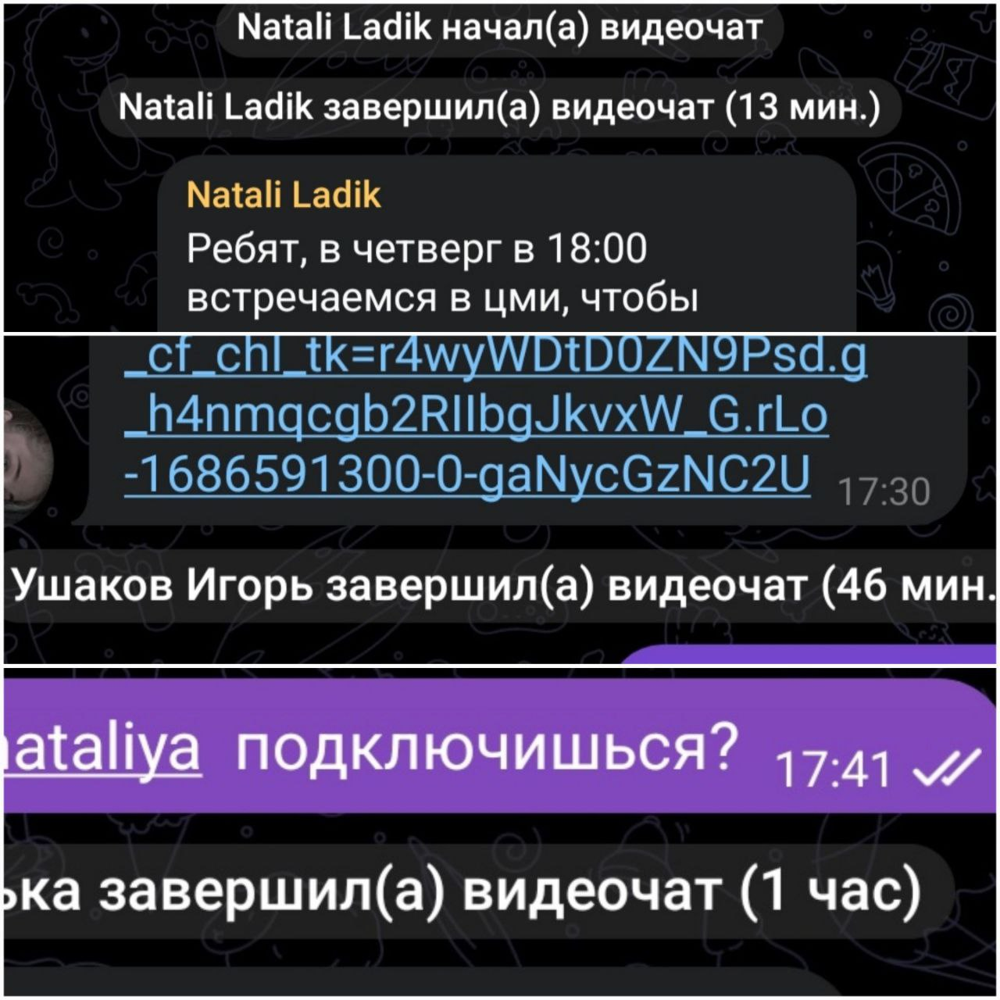 Natali Ladik начал(а) видеочат
Natali Ladik завершил(а) видеочат (13 мин.)
Natali Ladik
Ребят, в четверг в 18:00
встречаемся в цми, чтобы
_cf_chl_tk=r4wyWDtD0ZN9Psd.g
_h4nmqcgb2RIIbgJkvxW_G.rLo
-1686591300-0-gaNycGzNC2U
17:30
Ушаков Игорь завершил(а) видеочат (46 мин.
nataliya подключишься?
17:41
ька завершил(а) видеочат (1 час)